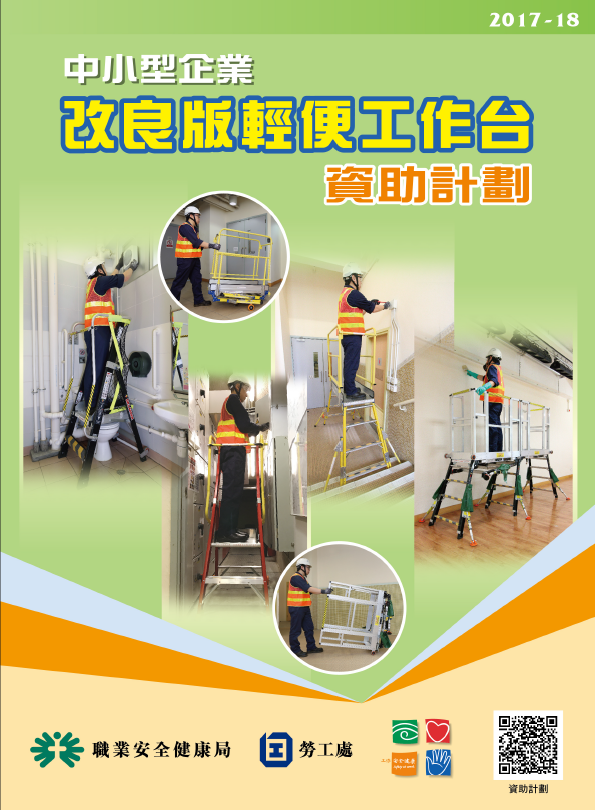 2017-18
中小型企業
改良版輕便工作台
資助計劃
職業安全健康局
勞工處
資助計劃